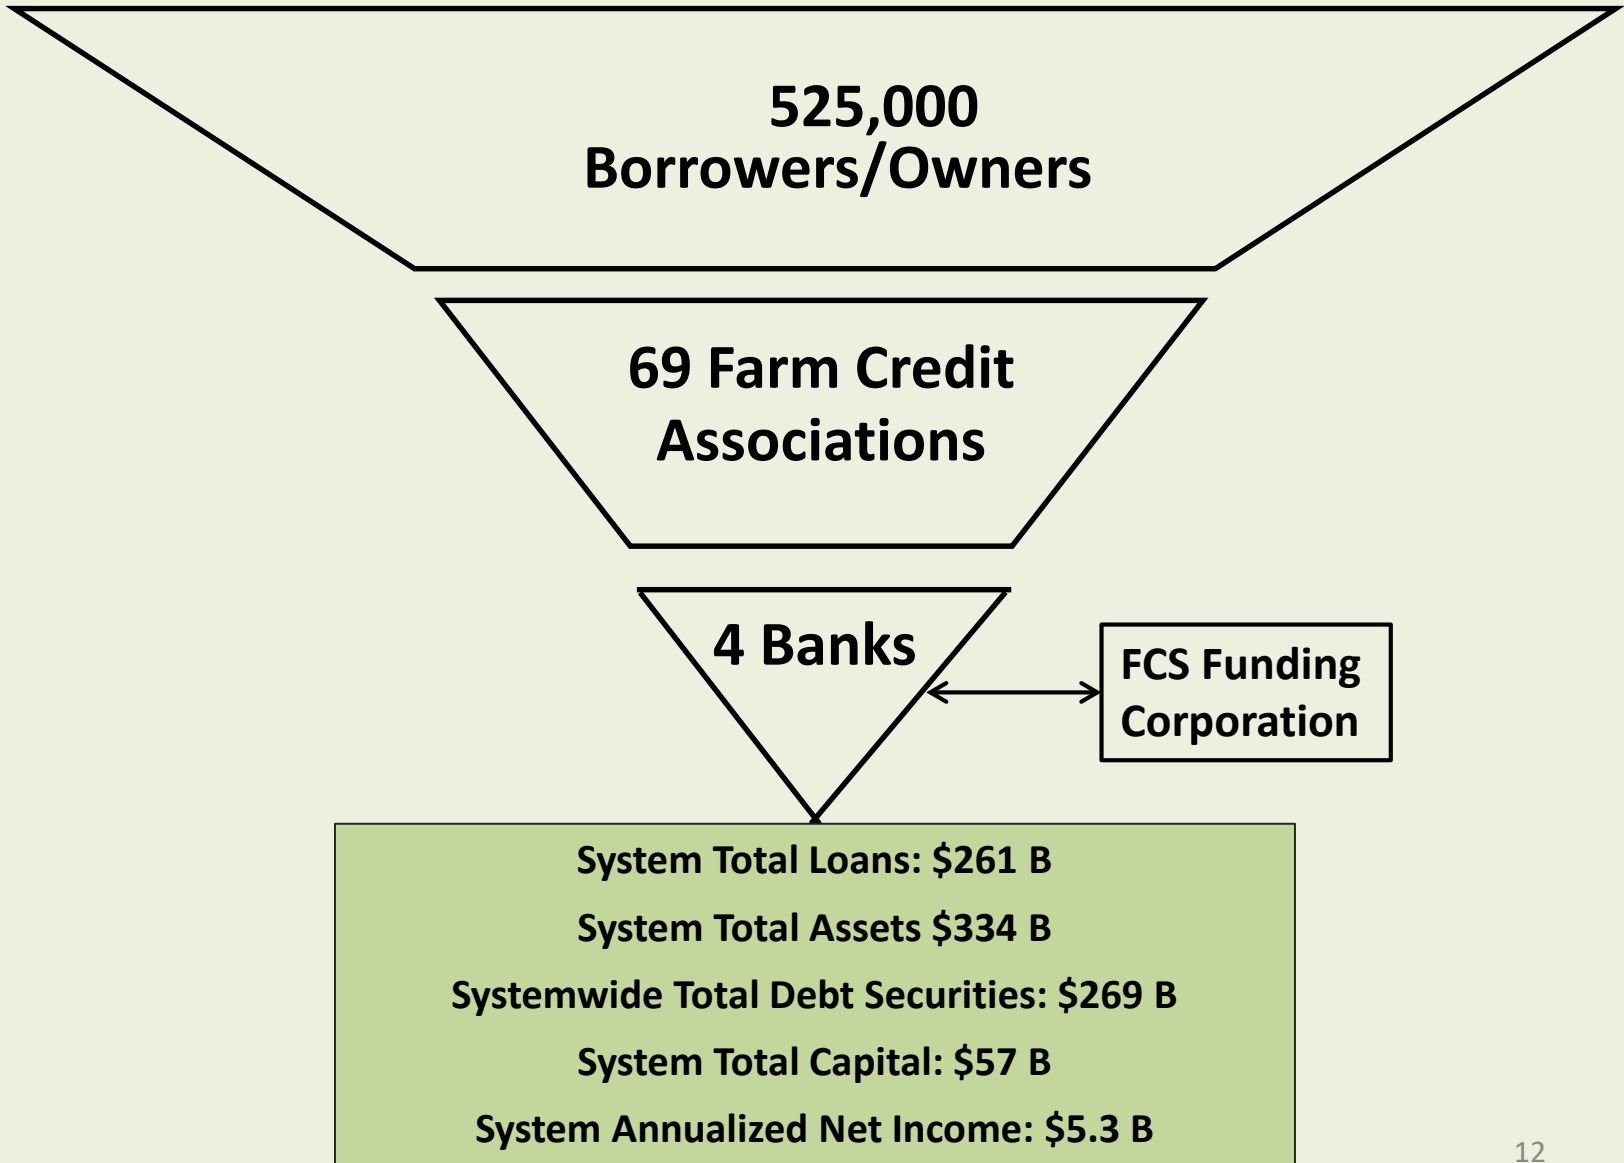 525,000
Borrowers/Owners
69 Farm Credit
Associations
4 Banks
FCS Funding
Corporation
System Total Loans: $261 B
System Total Assets $334 B
Systemwide Total Debt Securities: $269 B
System Total Capital: $57 B
System Annualized Net Income: $5.3 B
12